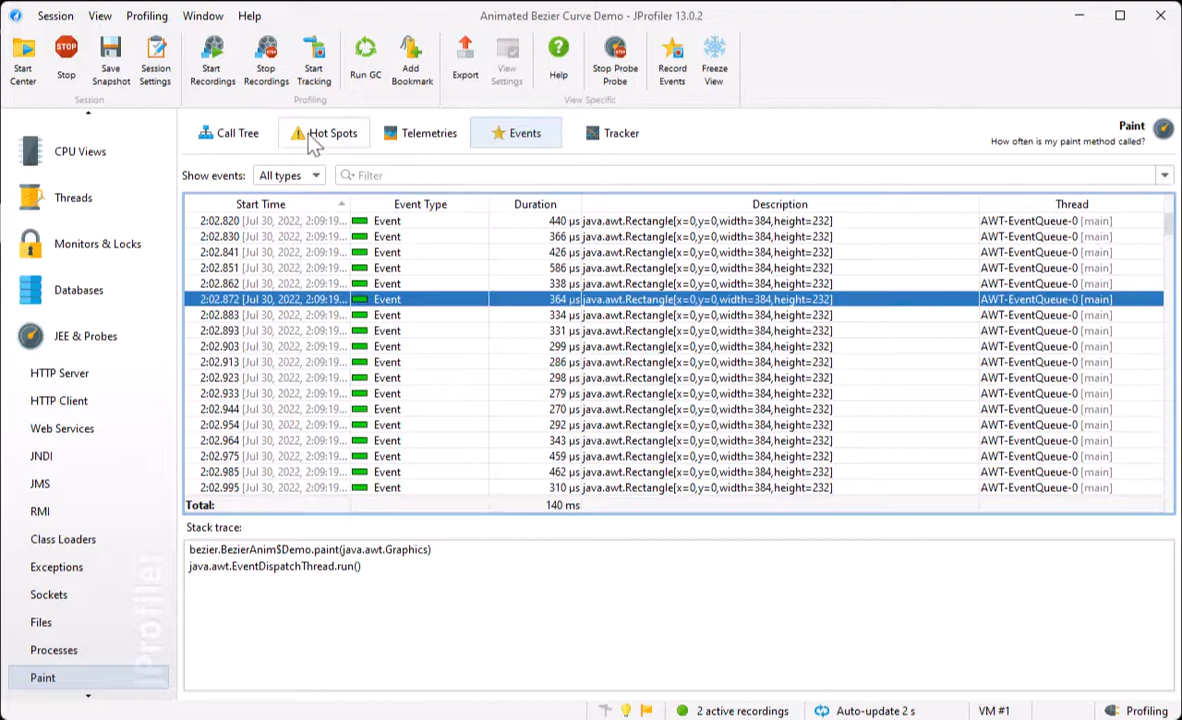 Session View Profiling Window Help
Animated Bezier Curve Demo - JProfiler 13.0.2
Start Center
Stop
Save Snapshot
Session Settings
Session
Start Recordings
Stop Recordings
Start Tracking
Run GC
Add Bookmark
Profiling
Export
View Settings
Help
Stop Probe Probe
Record Events
Freeze View
View Specific
CPU Views
Threads
Monitors & Locks
Databases
JEE & Probes
HTTP Server
HTTP Client
Web Services
JNDI
JMS
RMI
Class Loaders
Exceptions
Sockets
Files
Processes
Paint
JProfiler
Call Tree Hot Spots Telemetries Events Tracker
Paint
How often is my paint method called?
Show events: All types Filter
Start Time Event Type Duration Description Thread
2:02.820 [Jul 30, 2022, 2:09:19... Event 440 µs java.awt.Rectangle[x=0,y=0,width=384,height=232] AWT-EventQueue-0 [main]
2:02.830 [Jul 30, 2022, 2:09:19... Event 366 µs java.awt.Rectangle[x=0,y=0,width=384,height=232] AWT-EventQueue-0 [main]
2:02.841 [Jul 30, 2022, 2:09:19... Event 426 µs java.awt.Rectangle[x=0,y=0,width=384,height=232] AWT-EventQueue-0 [main]
2:02.851 [Jul 30, 2022, 2:09:19... Event 586 µs java.awt.Rectangle[x=0,y=0,width=384,height=232] AWT-EventQueue-0 [main]
2:02.862 [Jul 30, 2022, 2:09:19... Event 338 µs java.awt.Rectangle[x=0,y=0,width=384,height=232] AWT-EventQueue-0 [main]
2:02.872 [Jul 30, 2022, 2:09:19... Event 364 µs java.awt.Rectangle[x=0,y=0,width=384,height=232] AWT-EventQueue-0 [main]
2:02.883 [Jul 30, 2022, 2:09:19... Event 334 µs java.awt.Rectangle[x=0,y=0,width=384,height=232] AWT-EventQueue-0 [main]
2:02.893 [Jul 30, 2022, 2:09:19... Event 331 µs java.awt.Rectangle[x=0,y=0,width=384,height=232] AWT-EventQueue-0 [main]
2:02.903 [Jul 30, 2022, 2:09:19... Event 299 µs java.awt.Rectangle[x=0,y=0,width=384,height=232] AWT-EventQueue-0 [main]
2:02.913 [Jul 30, 2022, 2:09:19... Event 286 µs java.awt.Rectangle[x=0,y=0,width=384,height=232] AWT-EventQueue-0 [main]
2:02.923 [Jul 30, 2022, 2:09:19... Event 298 µs java.awt.Rectangle[x=0,y=0,width=384,height=232] AWT-EventQueue-0 [main]
2:02.933 [Jul 30, 2022, 2:09:19... Event 279 µs java.awt.Rectangle[x=0,y=0,width=384,height=232] AWT-EventQueue-0 [main]
2:02.944 [Jul 30, 2022, 2:09:19... Event 270 µs java.awt.Rectangle[x=0,y=0,width=384,height=232] AWT-EventQueue-0 [main]
2:02.954 [Jul 30, 2022, 2:09:19... Event 292 µs java.awt.Rectangle[x=0,y=0,width=384,height=232] AWT-EventQueue-0 [main]
2:02.964 [Jul 30, 2022, 2:09:19... Event 343 µs java.awt.Rectangle[x=0,y=0,width=384,height=232] AWT-EventQueue-0 [main]
2:02.975 [Jul 30, 2022, 2:09:19... Event 459 µs java.awt.Rectangle[x=0,y=0,width=384,height=232] AWT-EventQueue-0 [main]
2:02.985 [Jul 30, 2022, 2:09:19... Event 462 µs java.awt.Rectangle[x=0,y=0,width=384,height=232] AWT-EventQueue-0 [main]
2:02.995 [Jul 30, 2022, 2:09:19... Event 310 µs java.awt.Rectangle[x=0,y=0,width=384,height=232] AWT-EventQueue-0 [main]
Total: 140 ms
Stack trace:
bezier.BezierAnim$Demo.paint(java.awt.Graphics)
java.awt.EventDispatchThread.run()
2 active recordings Auto-update 2 s VM #1 Profiling